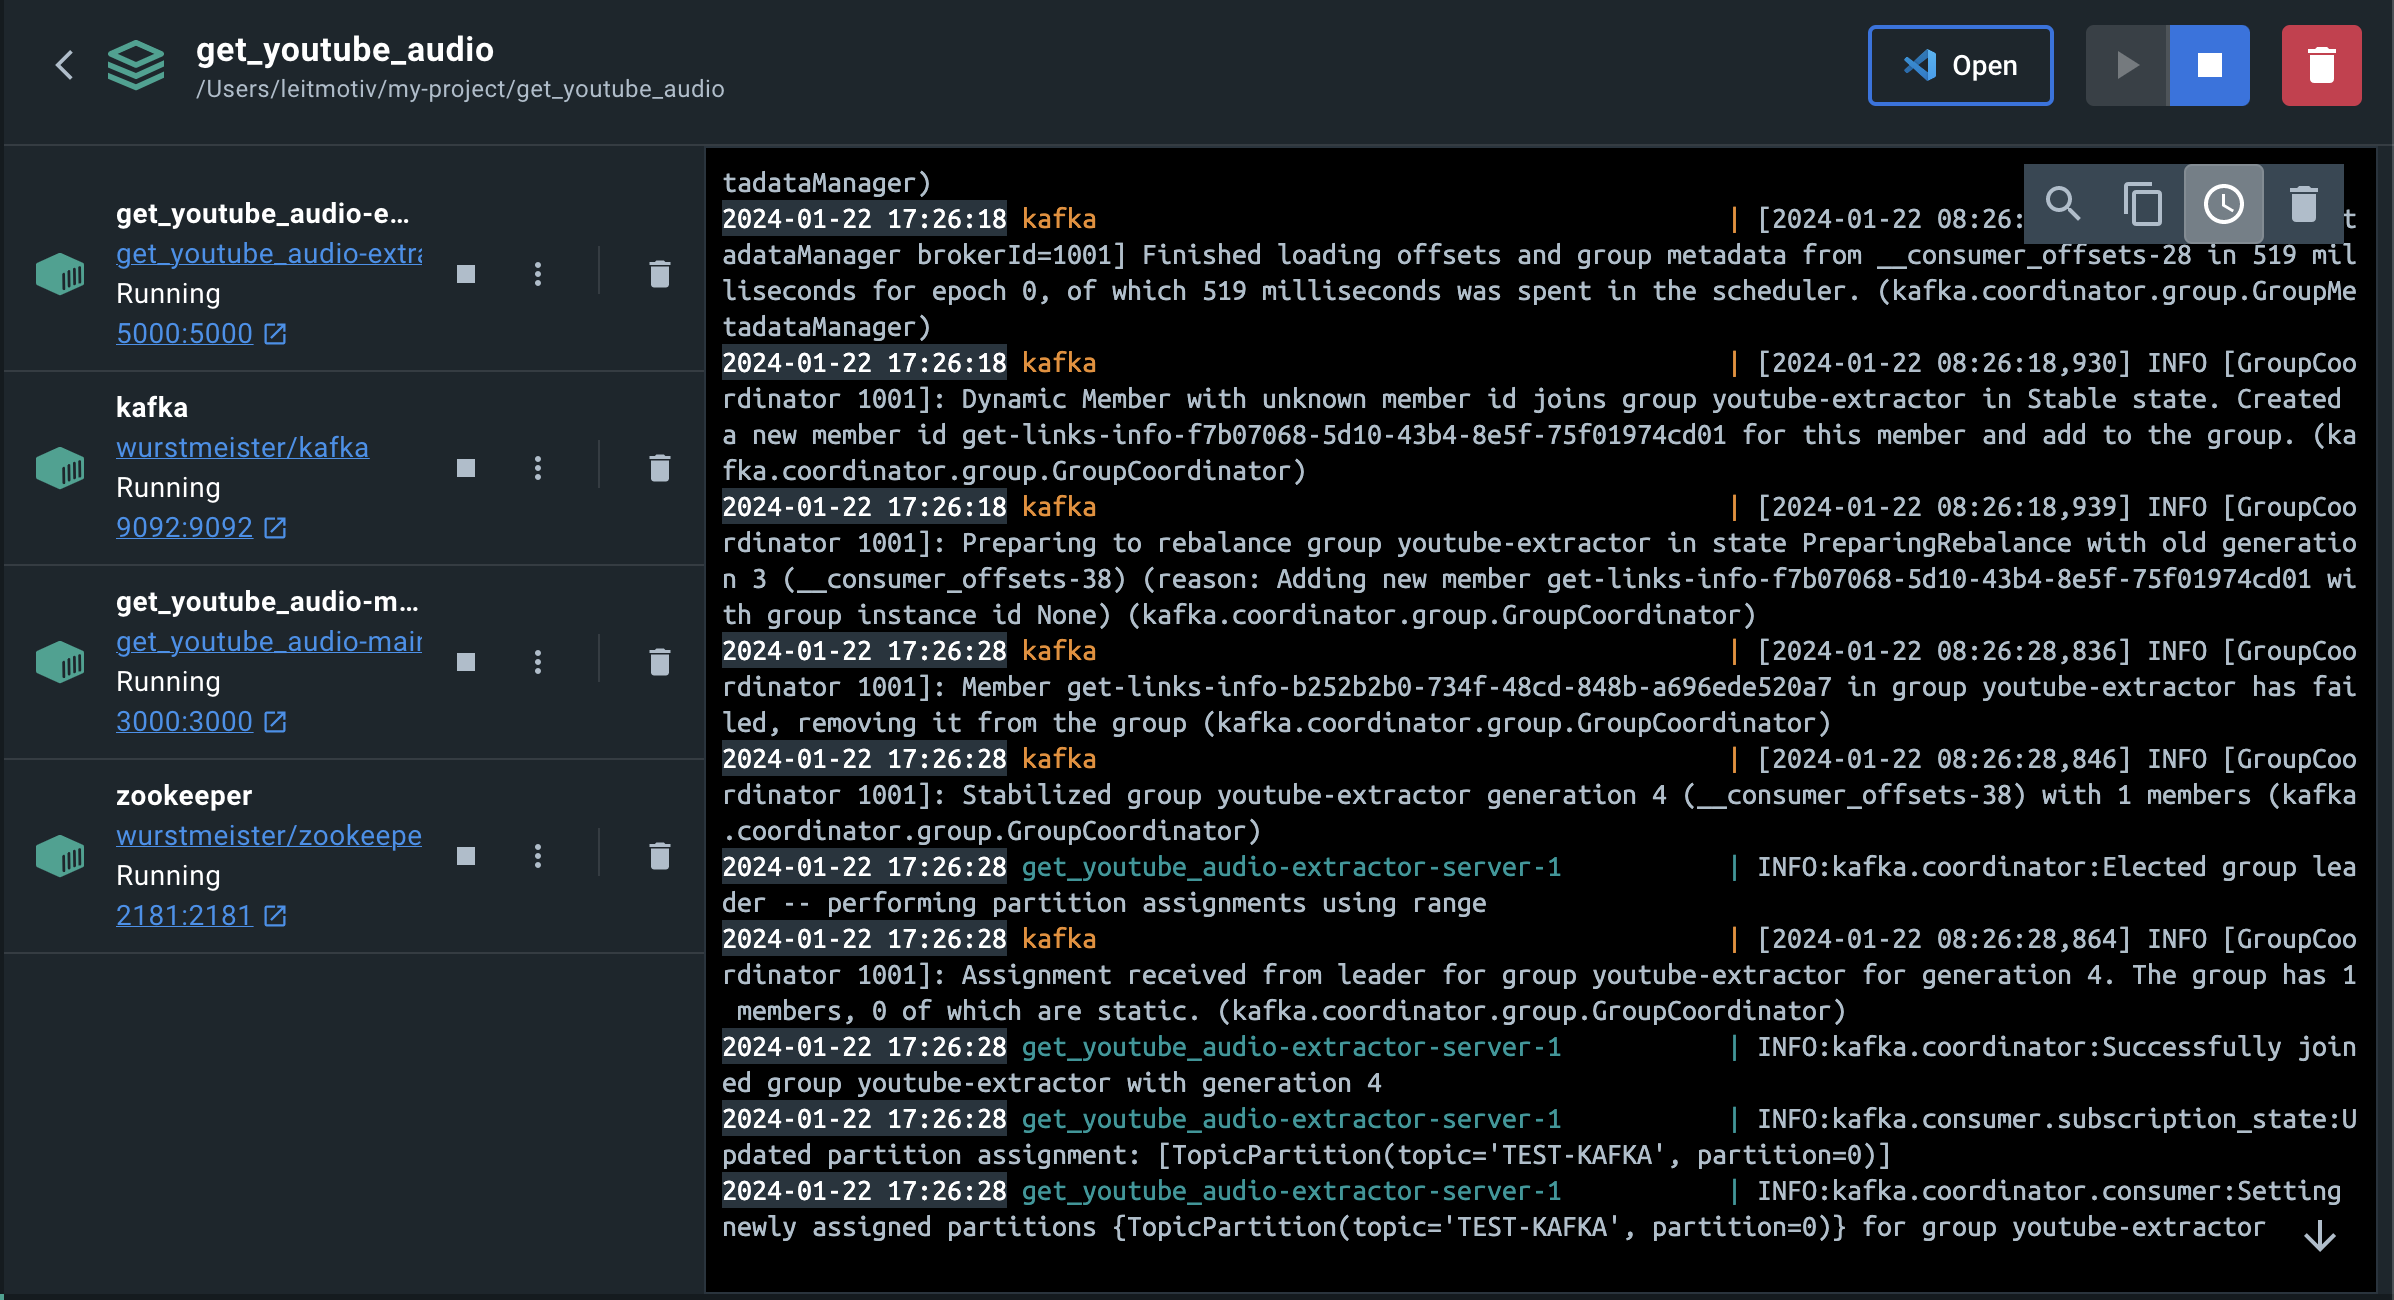 get_youtube_audio
/Users/leitmotiv/my-project/get_youtube_audio
Open
get_youtube_audio-e...
get_youtube_audio-extra
Running
5000:5000
kafka
wurstmeister/kafka
Running
9092:9092
get_youtube_audio-m...
get_youtube_audio-main
Running
3000:3000
zookeeper
wurstmeister/zookeepe
Running
2181:2181
tadataManager)
2024-01-22 17:26:18 kafka | [2024-01-22 08:26: t
adataManager brokerId=1001] Finished loading offsets and group metadata from __consumer_offsets-28 in 519 mil
liseconds for epoch 0, of which 519 milliseconds was spent in the scheduler. (kafka.coordinator.group.GroupMe
tadataManager)
2024-01-22 17:26:18 kafka | [2024-01-22 08:26:18,930] INFO [GroupCoo
rdinator 1001]: Dynamic Member with unknown member id joins group youtube-extractor in Stable state. Created
a new member id get-links-info-f7b07068-5d10-43b4-8e5f-75f01974cd01 for this member and add to the group. (ka
fka.coordinator.group.GroupCoordinator)
2024-01-22 17:26:18 kafka | [2024-01-22 08:26:18,939] INFO [GroupCoo
rdinator 1001]: Preparing to rebalance group youtube-extractor in state PreparingRebalance with old generatio
n 3 (__consumer_offsets-38) (reason: Adding new member get-links-info-f7b07068-5d10-43b4-8e5f-75f01974cd01 wi
th group instance id None) (kafka.coordinator.group.GroupCoordinator)
2024-01-22 17:26:28 kafka | [2024-01-22 08:26:28,836] INFO [GroupCoo
rdinator 1001]: Member get-links-info-b252b2b0-734f-48cd-848b-a696ede520a7 in group youtube-extractor has fai
led, removing it from the group (kafka.coordinator.group.GroupCoordinator)
2024-01-22 17:26:28 kafka | [2024-01-22 08:26:28,846] INFO [GroupCoo
rdinator 1001]: Stabilized group youtube-extractor generation 4 (__consumer_offsets-38) with 1 members (kafka
.coordinator.group.GroupCoordinator)
2024-01-22 17:26:28 get_youtube_audio-extractor-server-1 | INFO:kafka.coordinator:Elected group lea
der -- performing partition assignments using range
2024-01-22 17:26:28 kafka | [2024-01-22 08:26:28,864] INFO [GroupCoo
rdinator 1001]: Assignment received from leader for group youtube-extractor for generation 4. The group has 1
members, 0 of which are static. (kafka.coordinator.group.GroupCoordinator)
2024-01-22 17:26:28 get_youtube_audio-extractor-server-1 | INFO:kafka.coordinator:Successfully join
ed group youtube-extractor with generation 4
2024-01-22 17:26:28 get_youtube_audio-extractor-server-1 | INFO:kafka.consumer.subscription_state:U
pdated partition assignment: [TopicPartition(topic='TEST-KAFKA', partition=0)]
2024-01-22 17:26:28 get_youtube_audio-extractor-server-1 | INFO:kafka.coordinator.consumer:Setting
newly assigned partitions {TopicPartition(topic='TEST-KAFKA', partition=0)} for group youtube-extractor